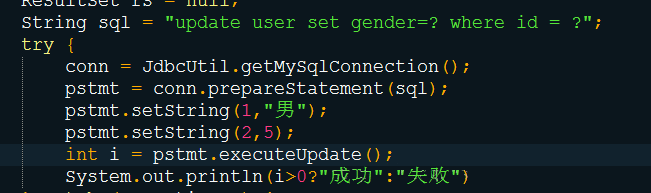 ResultSet rs = null;
String sql = "update user set gender=? where id = ?";
try {
conn = JdbcUtil.getMySqlConnection();
pstmt = conn.prepareStatement(sql);
pstmt.setString(1,"男");
pstmt.setString(2,5);
int i = pstmt.executeUpdate();
System.out.println(i>0?"成功":"失败")